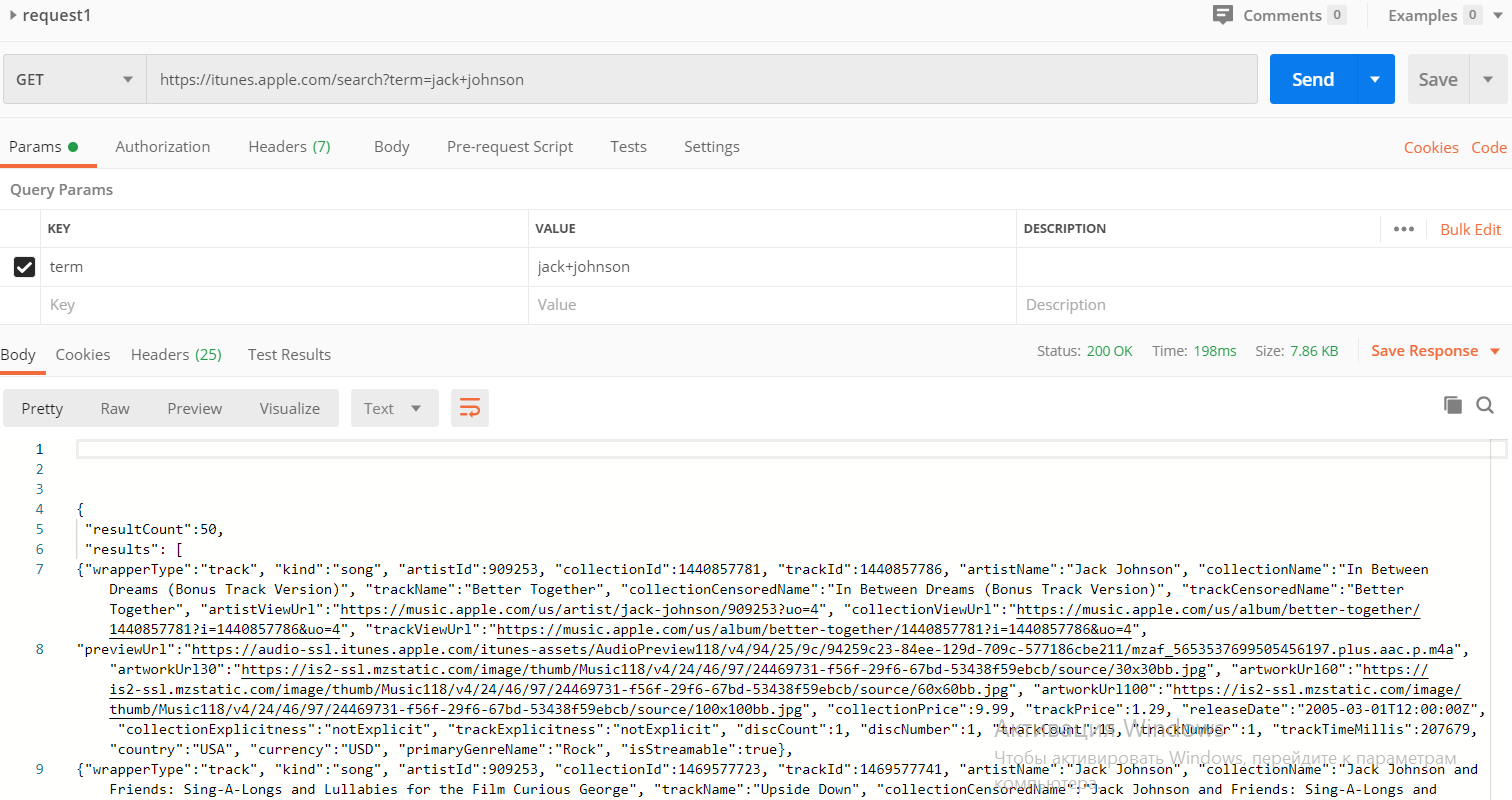 request1
Comments 0 Examples 0
GET https://itunes.apple.com/search?term=jack+johnson Send Save
Params Authorization Headers (7) Body Pre-request Script Tests Settings Cookies Code
Query Params
KEY VALUE DESCRIPTION ••• Bulk Edit
term jack+johnson
Key Value Description
Body Cookies Headers (25) Test Results Status: 200 OK Time: 198ms Size: 7.86 KB Save Response
Pretty Raw Preview Visualize Text
1
2
3
4 {
5 "resultCount":50,
6 "results": [
7 {"wrapperType":"track", "kind":"song", "artistId":909253, "collectionId":1440857781, "trackId":1440857786, "artistName":"Jack Johnson", "collectionName":"In Between
Dreams (Bonus Track Version)", "trackName":"Better Together", "collectionCensoredName":"In Between Dreams (Bonus Track Version)", "trackCensoredName":"Better
Together", "artistViewUrl":"https://music.apple.com/us/artist/jack-johnson/909253?uo=4", "collectionViewUrl":"https://music.apple.com/us/album/better-together/
1440857781?i=1440857786&uo=4", "trackViewUrl":"https://music.apple.com/us/album/better-together/1440857781?i=1440857786&uo=4",
8 "previewUrl":"https://audio-ssl.itunes.apple.com/itunes-assets/AudioPreview118/v4/94/25/9c/94259c23-84ee-129d-709c-577186cbe211/mzaf_5653537699505456197.plus.aac.p.m4a",
"artworkUrl30":"https://is2-ssl.mzstatic.com/image/thumb/Music118/v4/24/46/97/24469731-f56f-29f6-67bd-53438f59ebcb/source/30x30bb.jpg", "artworkUrl60":"https://
is2-ssl.mzstatic.com/image/thumb/Music118/v4/24/46/97/24469731-f56f-29f6-67bd-53438f59ebcb/source/60x60bb.jpg", "artworkUrl100":"https://is2-ssl.mzstatic.com/image/
thumb/Music118/v4/24/46/97/24469731-f56f-29f6-67bd-53438f59ebcb/source/100x100bb.jpg", "collectionPrice":9.99, "trackPrice":1.29, "releaseDate":"2005-03-01T12:00:00Z",
"collectionExplicitness":"notExplicit", "trackExplicitness":"notExplicit", "discCount":1, "discNumber":1, "trackCount":15, "trackNumber":1, "trackTimeMillis":207679,
"country":"USA", "currency":"USD", "primaryGenreName":"Rock", "isStreamable":true},
9 {"wrapperType":"track", "kind":"song", "artistId":909253, "collectionId":1469577723, "trackId":1469577741, "artistName":"Jack Johnson", "collectionName":"Jack Johnson and
Friends: Sing-A-Longs and Lullabies for the Film Curious George", "trackName":"Upside Down", "collectionCensoredName":"Jack Johnson and Friends: Sing-A-Longs and
Активация Windows
Чтобы активировать Windows, перейдите к параметрам
компьютера.